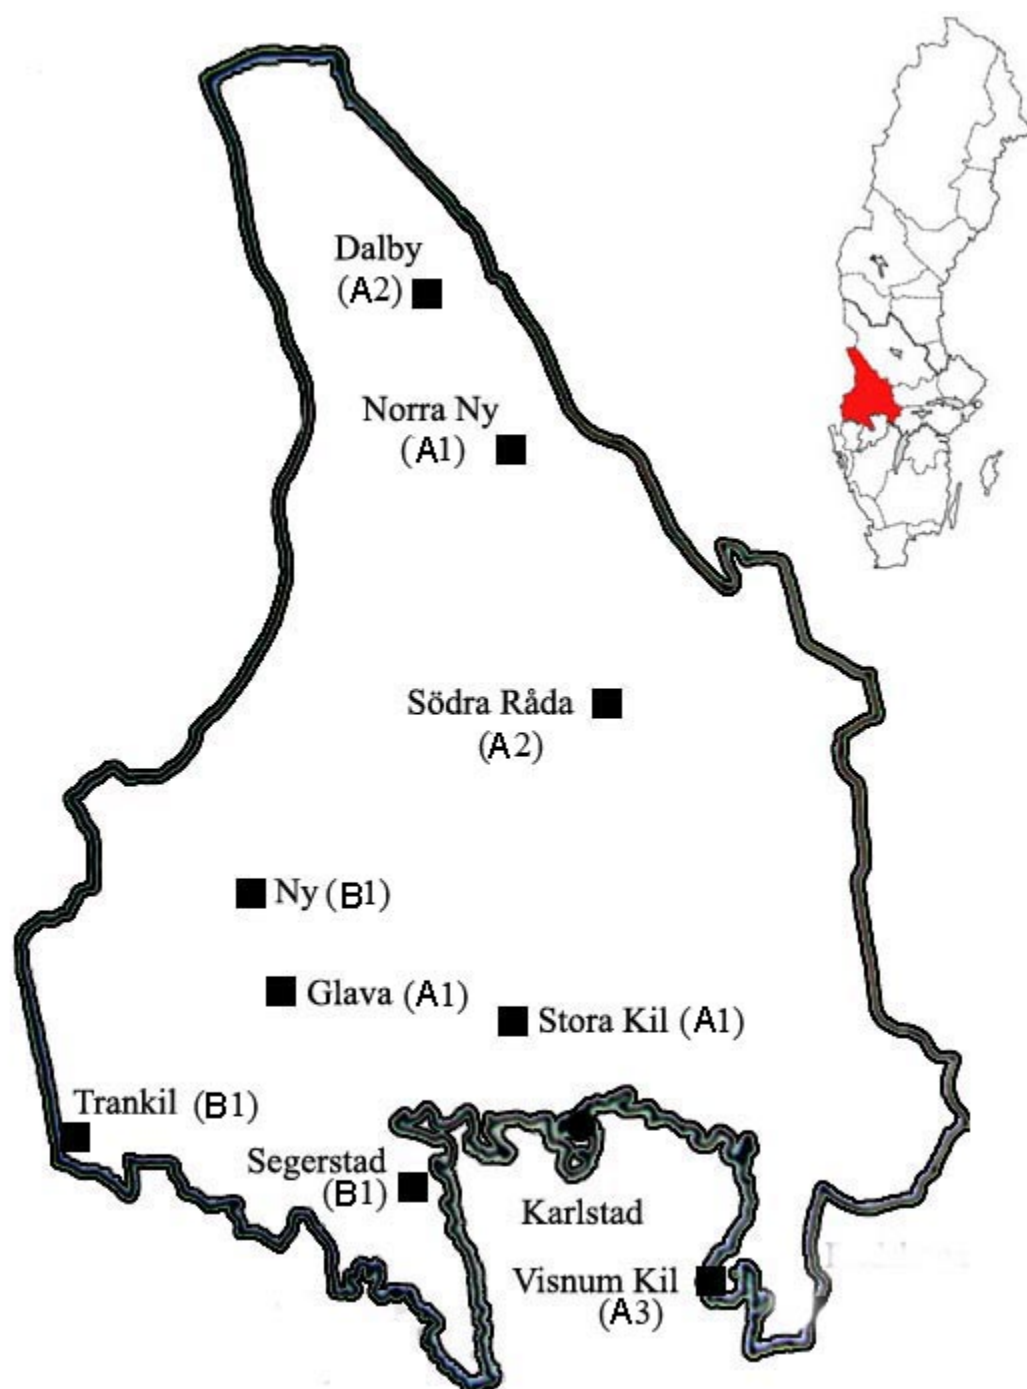 Dalby
(A2)
Norra Ny
(A1)
Södra Råda
(A2)
Ny (B1)
Glava (A1)
Stora Kil (A1)
Trankil (B1)
Segerstad
(B1)
Karlstad
Visnum Kil
(A3)